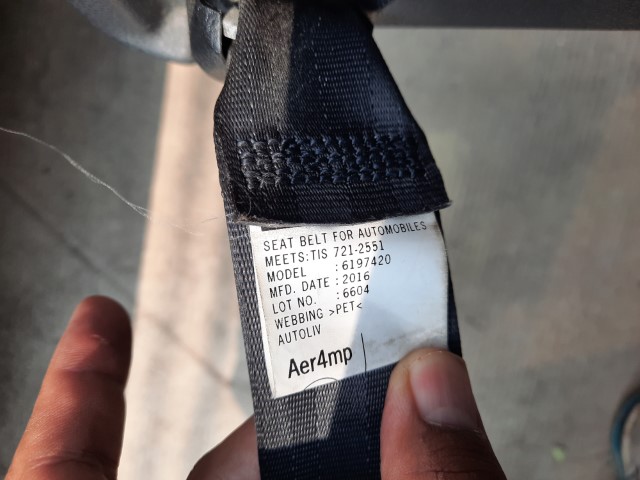 SEAT BELT FOR AUTOMOBILES
MEETS:TIS 721-2551
MODEL :6197420
MFD. DATE :2016
LOT NO. :6604
WEBBING >PET<
AUTOLIV
Aer4mp